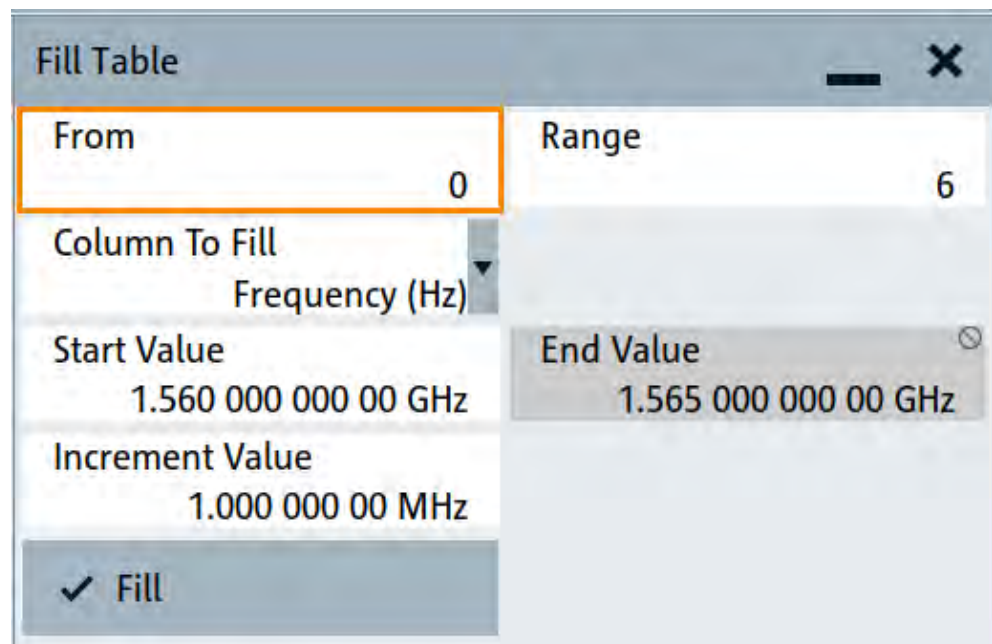 Fill Table
From
0
Range
6
Column To Fill
Frequency (Hz)
Start Value
1.560 000 000 00 GHz
End Value
1.565 000 000 00 GHz
Increment Value
1.000 000 00 MHz
Fill